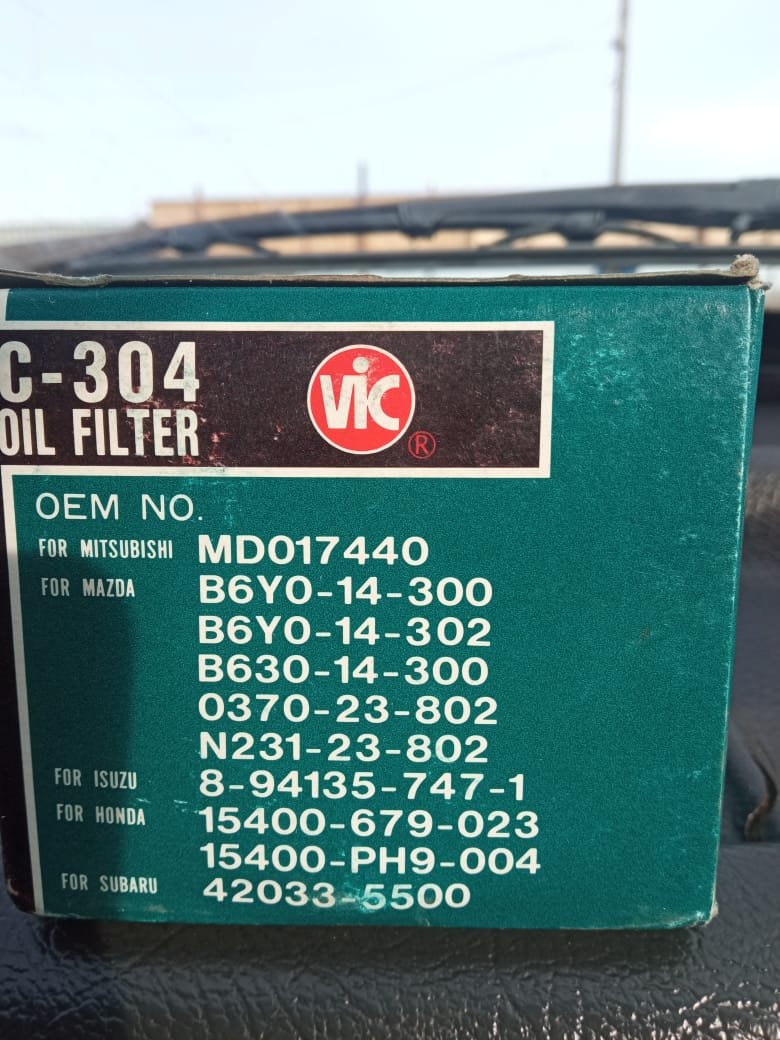 C-304
OIL FILTER
VIC
®
OEM NO.
FOR MITSUBISHI MD017440
FOR MAZDA B6Y0-14-300
B6Y0-14-302
B630-14-300
0370-23-802
N231-23-802
FOR ISUZU 8-94135-747-1
FOR HONDA 15400-679-023
15400-PH9-004
FOR SUBARU 42033-5500